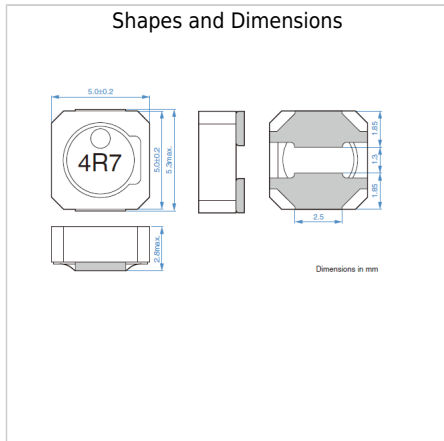 Shapes and Dimensions
5.0±0.2
4R7
5.0±0.2
5.3max.
1.85
1.3
1.85
2.5
2.8max.
Dimensions in mm